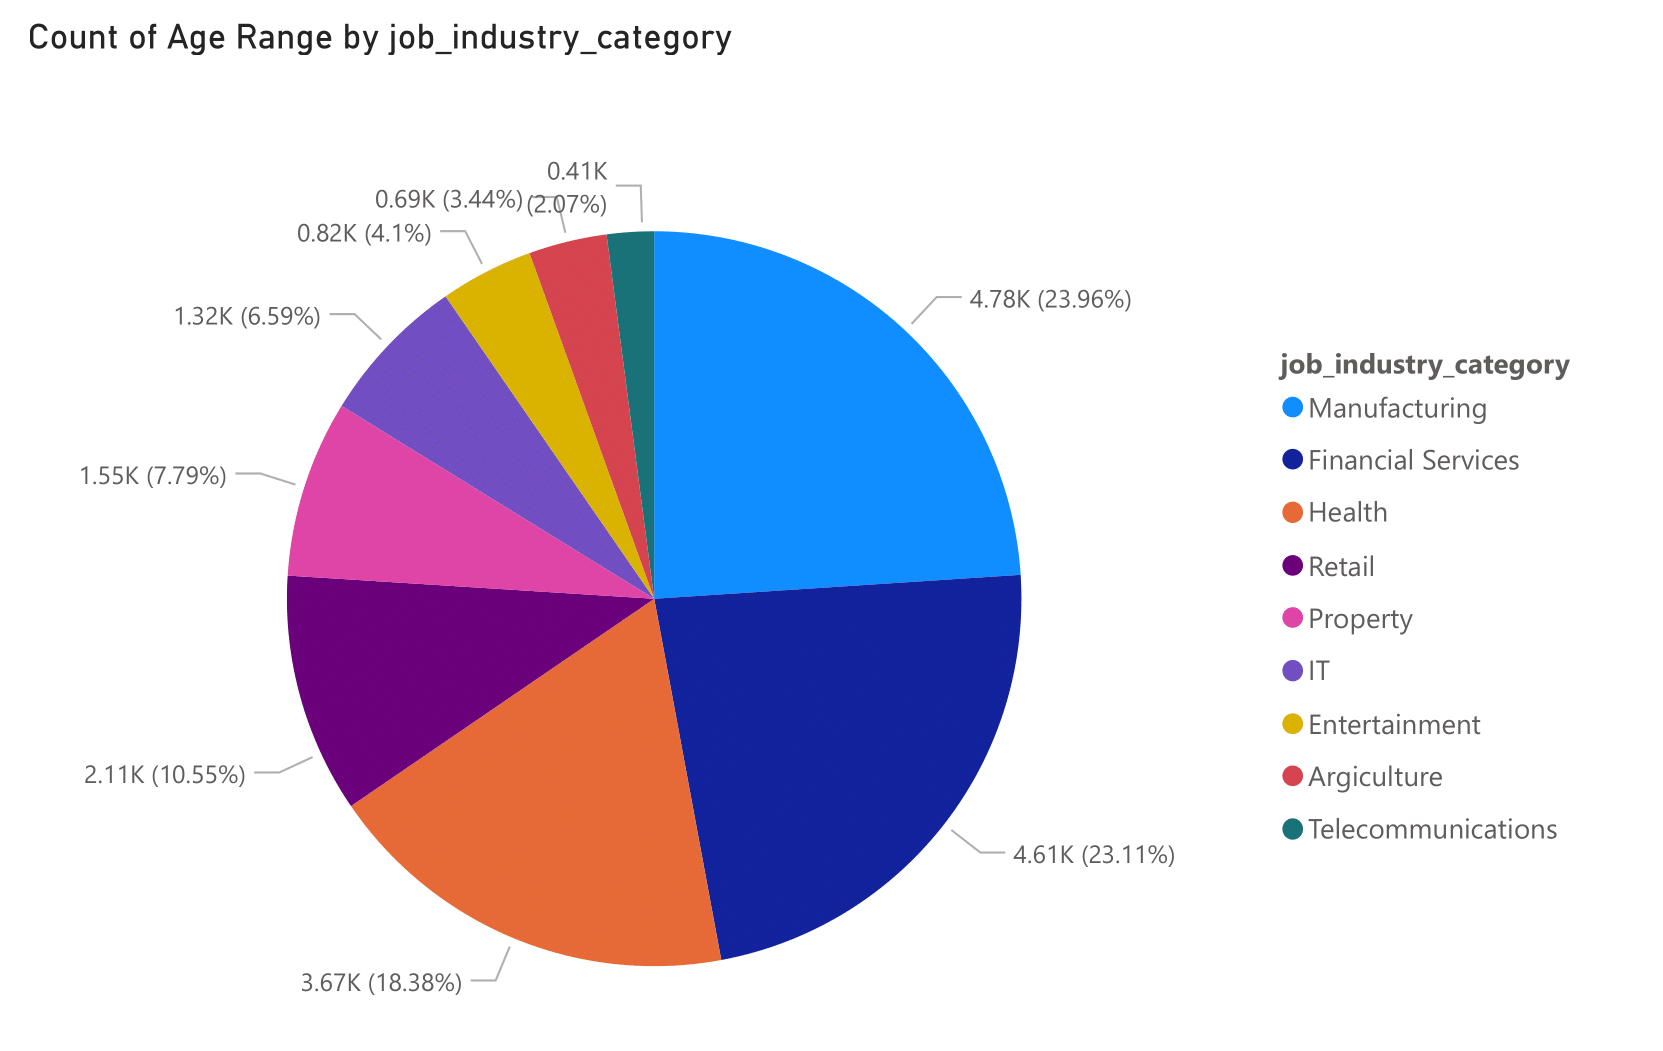 Count of Age Range by job_industry_category
0.41K
(2.07%)
0.69K (3.44%)
0.82K (4.1%)
1.32K (6.59%)
1.55K (7.79%)
2.11K (10.55%)
3.67K (18.38%)
4.78K (23.96%)
4.61K (23.11%)
job_industry_category
Manufacturing
Financial Services
Health
Retail
Property
IT
Entertainment
Argiculture
Telecommunications